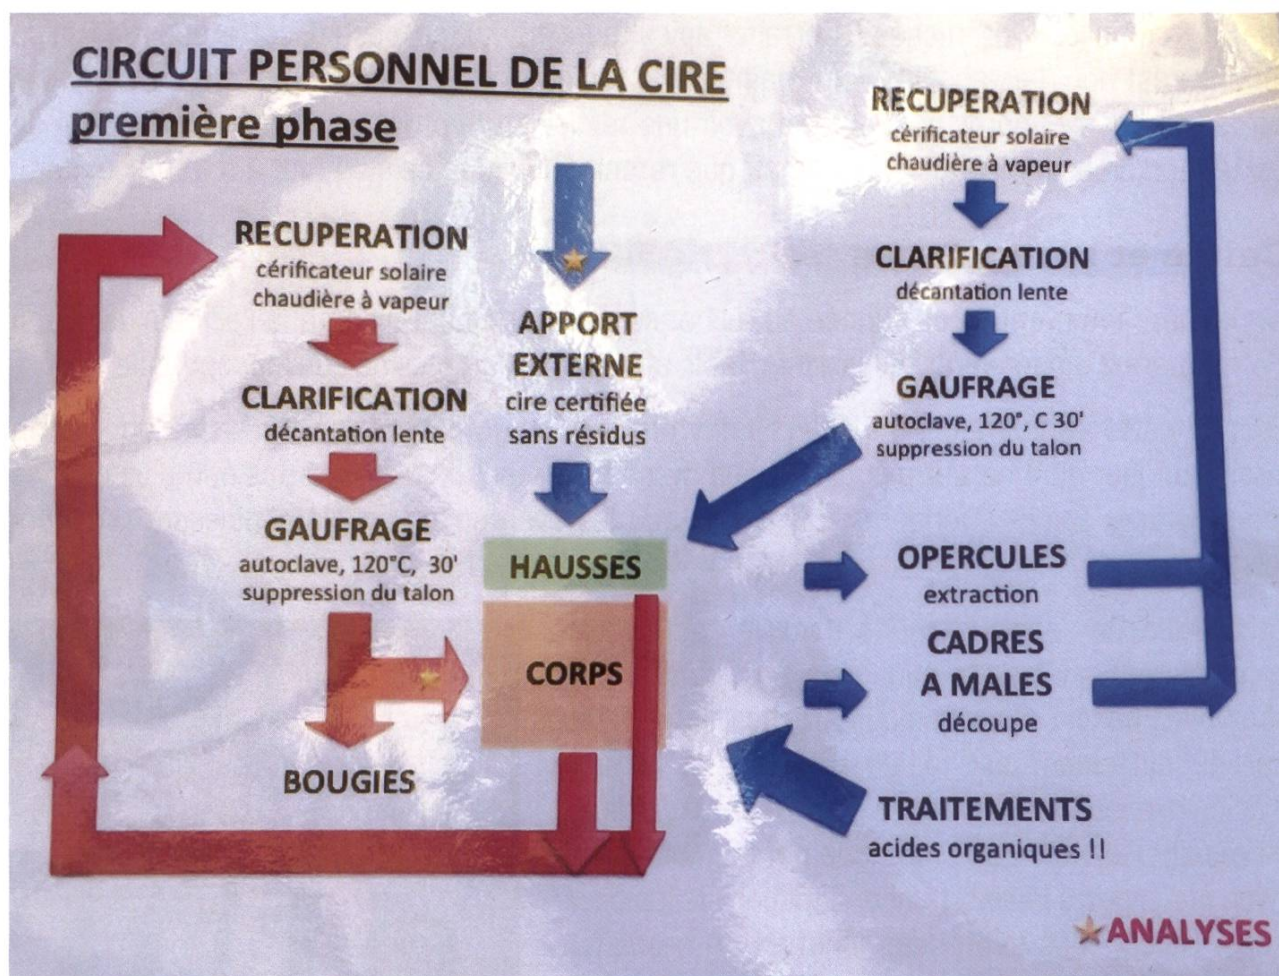 CIRCUIT PERSONNEL DE LA CIRE
première phase
RECUPERATION
cérificateur solaire
chaudière à vapeur
CLARIFICATION
décantation lente
GAUFRAGE
autoclave, 120°C, 30'
suppression du talon
BOUGIES
APPORT
EXTERNE
cire certifiée
sans résidus
HAUSSES
CORPS
RECUPERATION
cérificateur solaire
chaudière à vapeur
CLARIFICATION
décantation lente
GAUFRAGE
autoclave, 120°, C 30'
suppression du talon
OPERCULES
extraction
CADRES
A MALES
découpe
TRAITEMENTS
acides organiques !!
ANALYSES